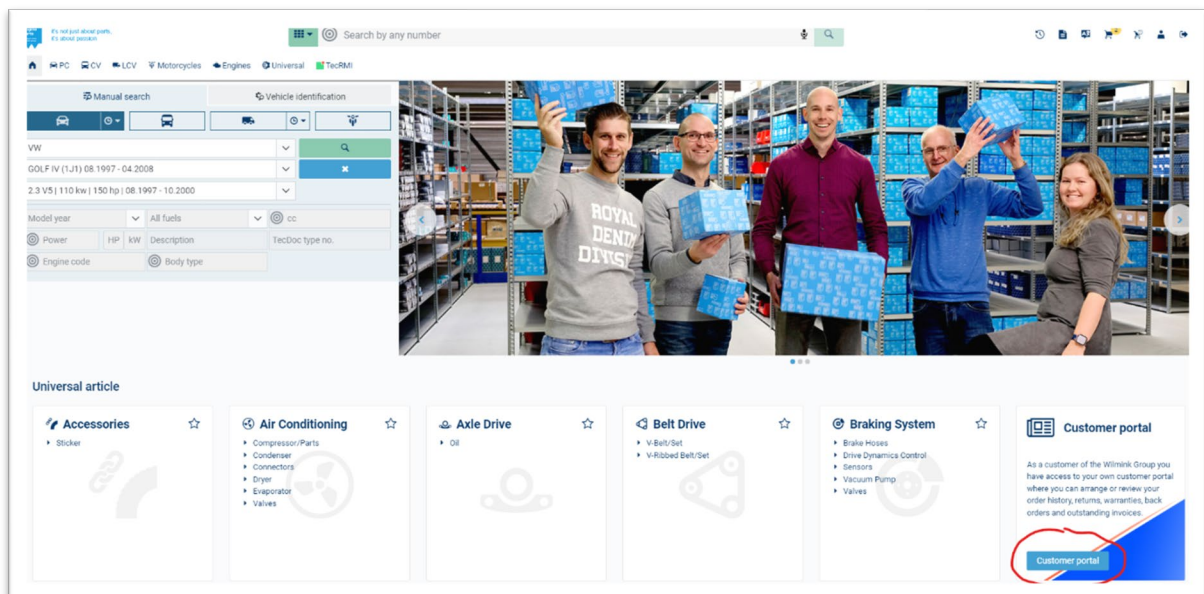 It's not just about parts,
it's about passion
Search by any number
PC CV LCV Motorcycles Engines Universal TecRMI
Manual search
Vehicle identification
VW
GOLF IV (1J1) 08.1997 - 04.2008
2.3 V5 | 110 kw | 150 hp | 08.1997 - 10.2000
Model year All fuels cc
Power HP kW Description TecDoc type no.
Engine code Body type
ROYAL
DENIM
Universal article
Accessories
Sticker
Air Conditioning
Compressor/Parts
Condenser
Connectors
Dryer
Evaporator
Valves
Axle Drive
Oil
Belt Drive
V-Belt/Set
V-Ribbed Belt/Set
Braking System
Brake Hoses
Drive Dynamics Control
Sensors
Vacuum Pump
Valves
Customer portal
As a customer of the Wilmink Group you
have access to your own customer portal
where you can arrange or review your
order history, returns, warranties, back
orders and outstanding invoices.
Customer portal